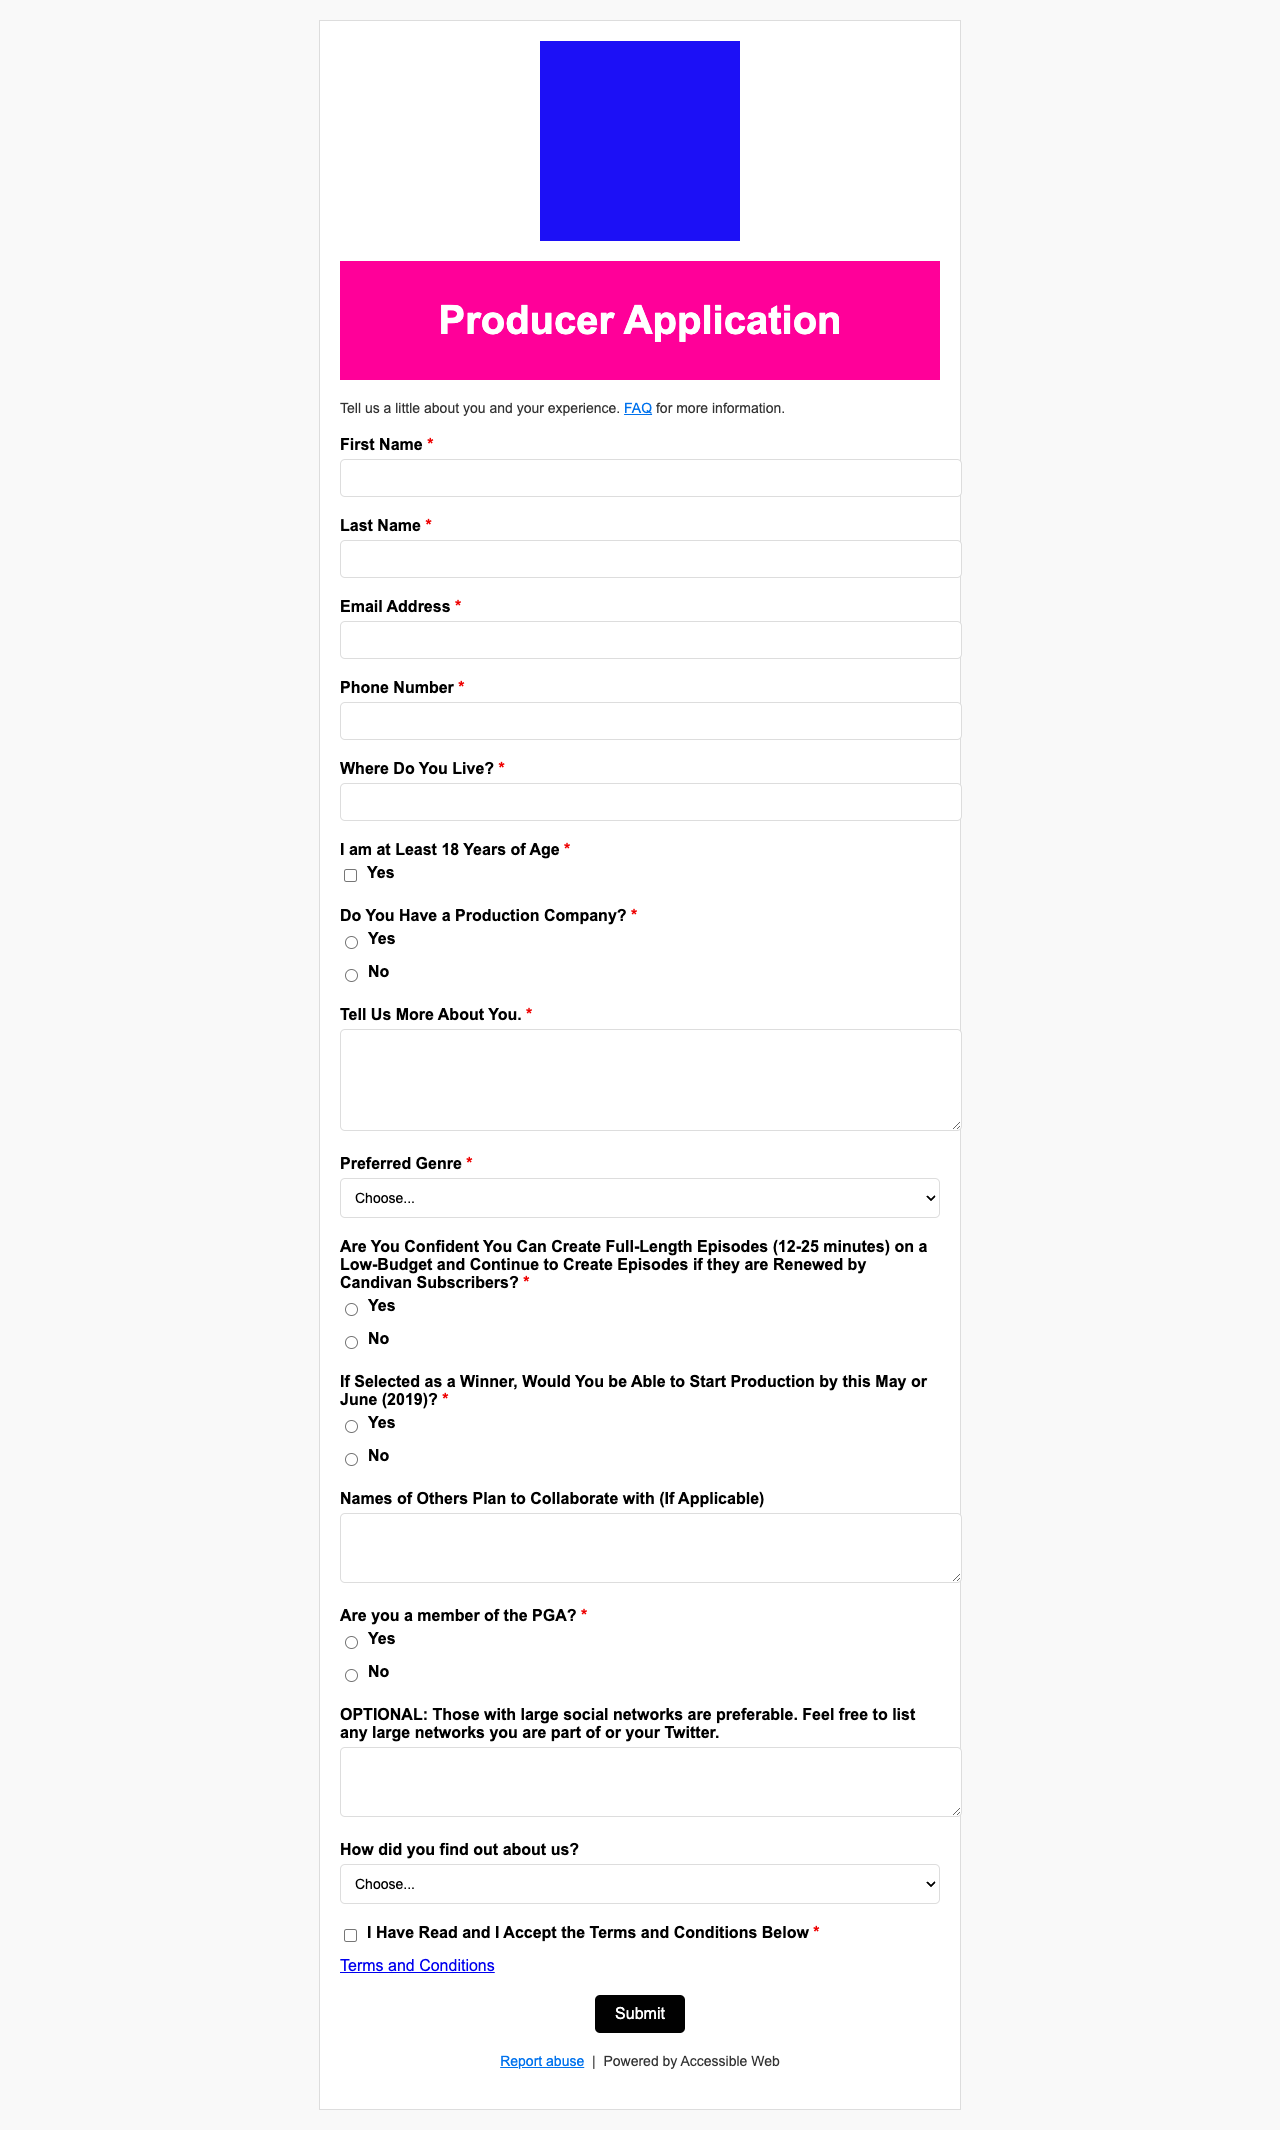 Producer Application
Tell us a little about you and your experience. FAQ for more information.
First Name *
Last Name *
Email Address *
Phone Number *
Where Do You Live? *
I am at Least 18 Years of Age *
Yes
Do You Have a Production Company? *
Yes
No
Tell Us More About You. *
Preferred Genre *
Choose...
Are You Confident You Can Create Full-Length Episodes (12-25 minutes) on a
Low-Budget and Continue to Create Episodes if they are Renewed by
Candivan Subscribers? *
Yes
No
If Selected as a Winner, Would You be Able to Start Production by this May or
June (2019)? *
Yes
No
Names of Others Plan to Collaborate with (If Applicable)
Are you a member of the PGA? *
Yes
No
OPTIONAL: Those with large social networks are preferable. Feel free to list
any large networks you are part of or your Twitter.
How did you find out about us?
Choose...
I Have Read and I Accept the Terms and Conditions Below *
Terms and Conditions
Submit
Report abuse | Powered by Accessible Web